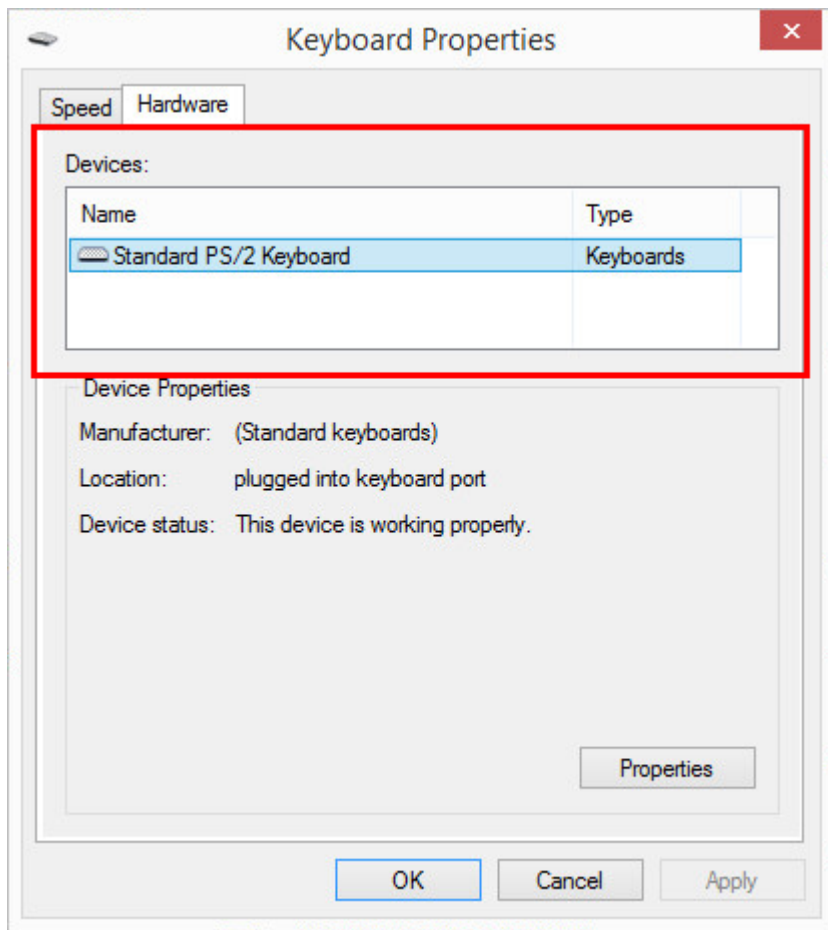 Keyboard Properties
Speed Hardware
Devices:
Name Type
Standard PS/2 Keyboard Keyboards
Device Properties
Manufacturer: (Standard keyboards)
Location: plugged into keyboard port
Device status: This device is working properly.
Properties
OK Cancel Apply